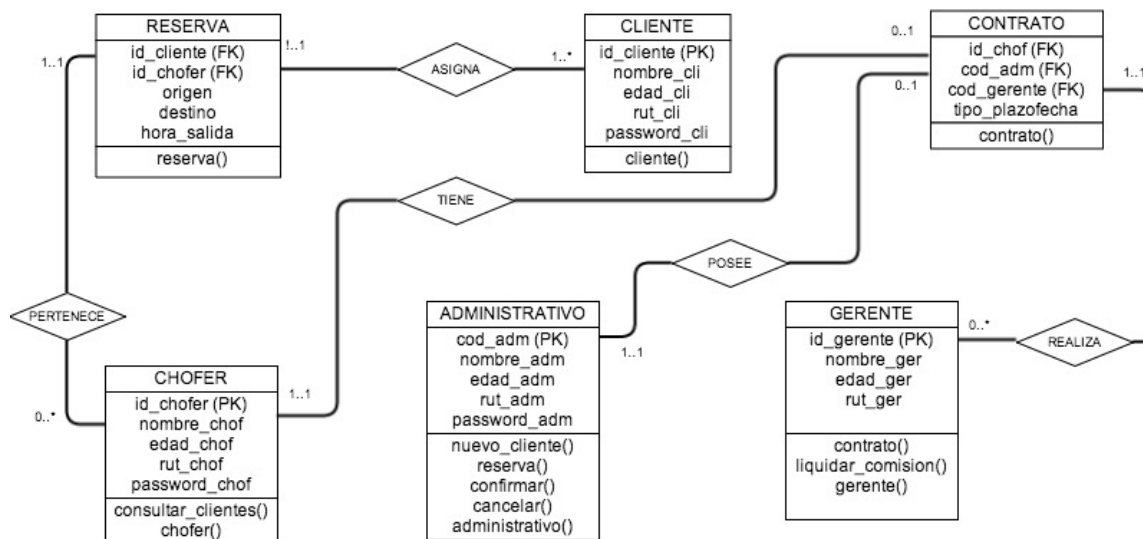 RESERVA
id_cliente (FK)
id_chofer (FK)
origen
destino
hora_salida
reserva()
!..1
ASIGNA
1..*
CLIENTE
id_cliente (PK)
nombre_cli
edad_cli
rut_cli
password_cli
cliente()
0..1
0..1
CONTRATO
id_chof (FK)
cod_adm (FK)
cod_gerente (FK)
tipo_plazofecha
contrato()
1..1
1..1
TIENE
POSEE
PERTENECE
0..*
CHOFER
id_chofer (PK)
nombre_chof
edad_chof
rut_chof
password_chof
consultar_clientes()
chofer()
1..1
ADMINISTRATIVO
cod_adm (PK)
nombre_adm
edad_adm
rut_adm
password_adm
nuevo_cliente()
reserva()
confirmar()
cancelar()
administrativo()
1..1
GERENTE
id_gerente (PK)
nombre_ger
edad_ger
rut_ger
contrato()
liquidar_comision()
gerente()
0..*
REALIZA